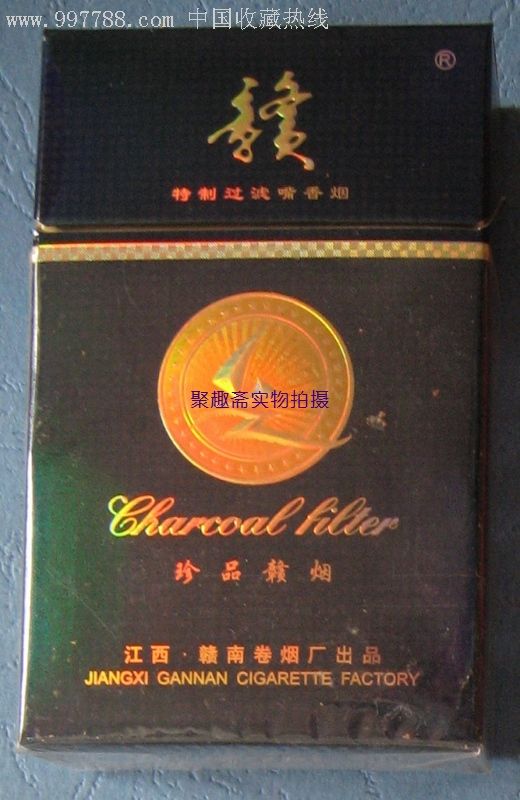 www.997788.com 中国收藏热线
赣
®
特制过滤嘴香烟
聚趣斋实物拍摄
Charcoal filter
珍品赣烟
江西·赣南卷烟厂出品
JIANGXI GANNAN CIGARETTE FACTORY